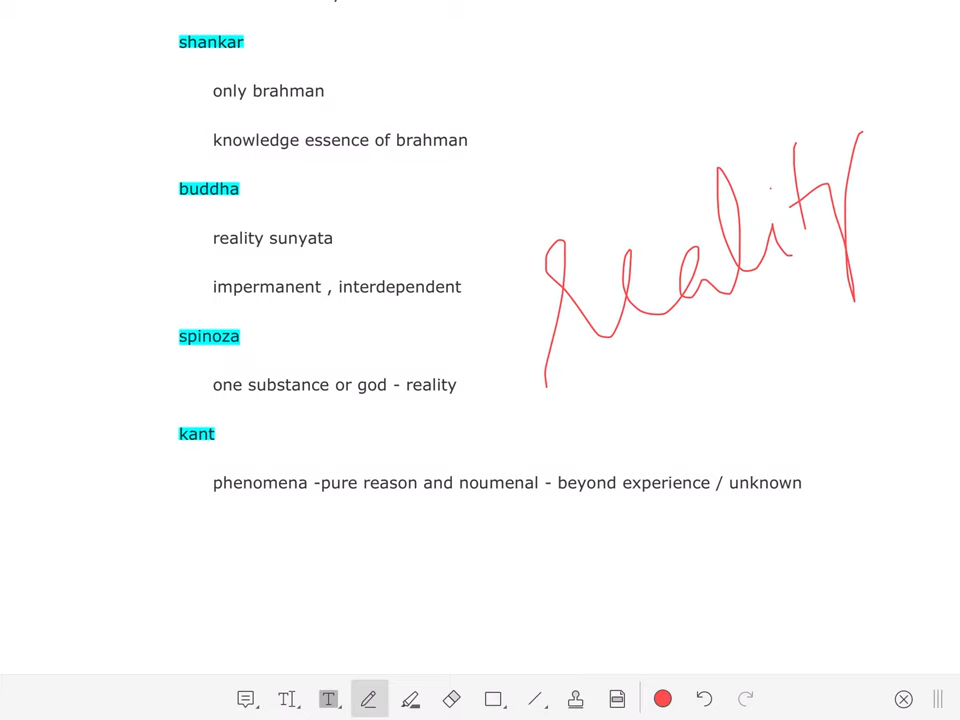 shankar
only brahman
knowledge essence of brahman
buddha
reality sunyata
impermanent , interdependent
spinoza
one substance or god - reality
kant
phenomena -pure reason and noumenal - beyond experience / unknown
reality